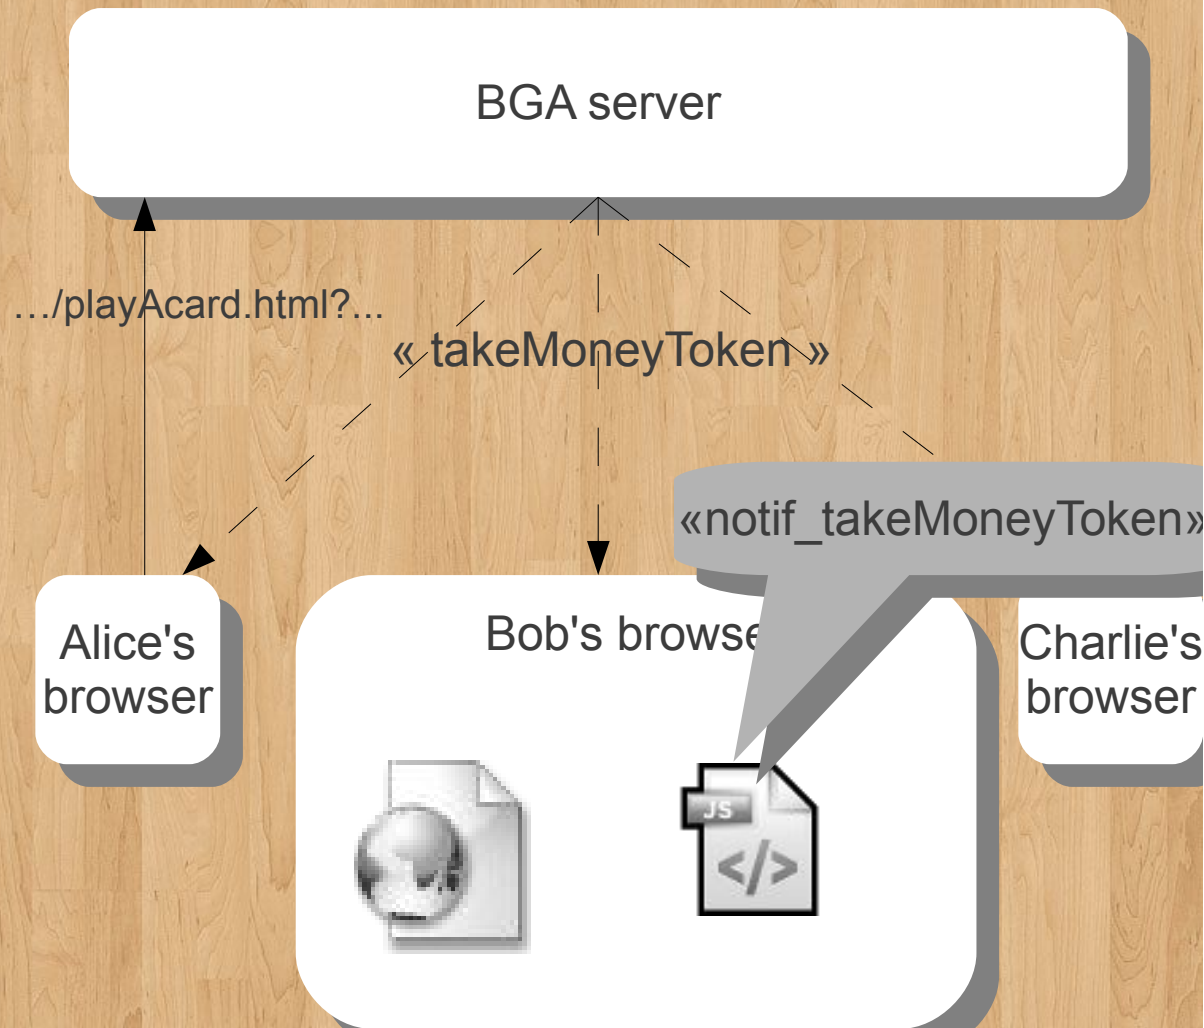 BGA server
…/playAcard.html?...
« takeMoneyToken »
«notif_takeMoneyToken»
Alice's
browser
Bob's browse
Charlie's
browser
JS
</>